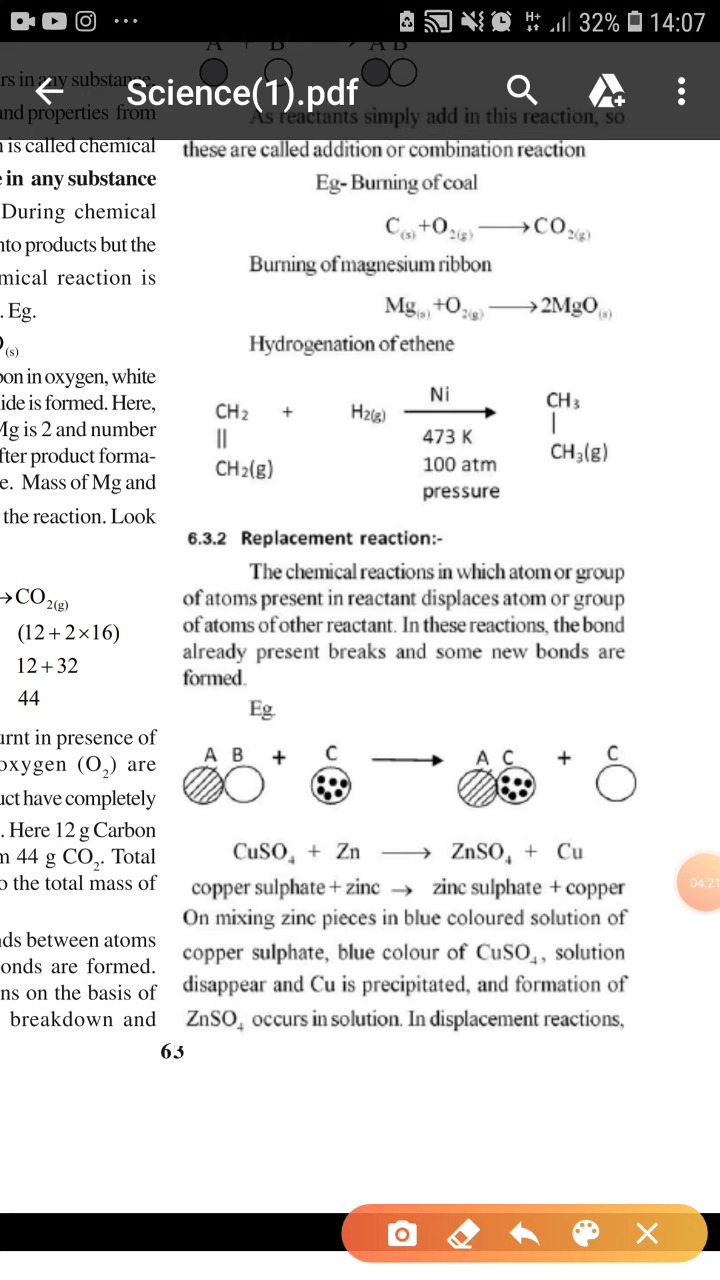 32% 14:07
A + B A B
rs in any substance.
Science(1).pdf
and properties from
n is called chemical
e in any substance
During chemical
nto products but the
mical reaction is
. Eg.
(s)
bon in oxygen, white
ide is formed. Here,
Mg is 2 and number
fter product forma-
e. Mass of Mg and
the reaction. Look
→CO2(g)
(12+2×16)
12+32
44
urnt in presence of
oxygen (O2) are
uct have completely
. Here 12 g Carbon
m 44 g CO2. Total
o the total mass of
nds between atoms
onds are formed.
ns on the basis of
breakdown and
As reactants simply add in this reaction, so
these are called addition or combination reaction
Eg- Burning of coal
C(s)+O2(g) ⟶CO2(g)
Burning of magnesium ribbon
Mg(s)+O2(g) ⟶2MgO(s)
Hydrogenation of ethene
CH2 + H2(g) Ni CH3
|| 473 K |
CH2(g) 100 atm CH3(g)
pressure
6.3.2 Replacement reaction:-
The chemical reactions in which atom or group
of atoms present in reactant displaces atom or group
of atoms of other reactant. In these reactions, the bond
already present breaks and some new bonds are
formed.
Eg.
A B + C ⟶ A C + C
CuSO4 + Zn ⟶ ZnSO4 + Cu
copper sulphate + zinc → zinc sulphate + copper
On mixing zinc pieces in blue coloured solution of
copper sulphate, blue colour of CuSO4, solution
disappear and Cu is precipitated, and formation of
ZnSO4 occurs in solution. In displacement reactions,
63
04:21